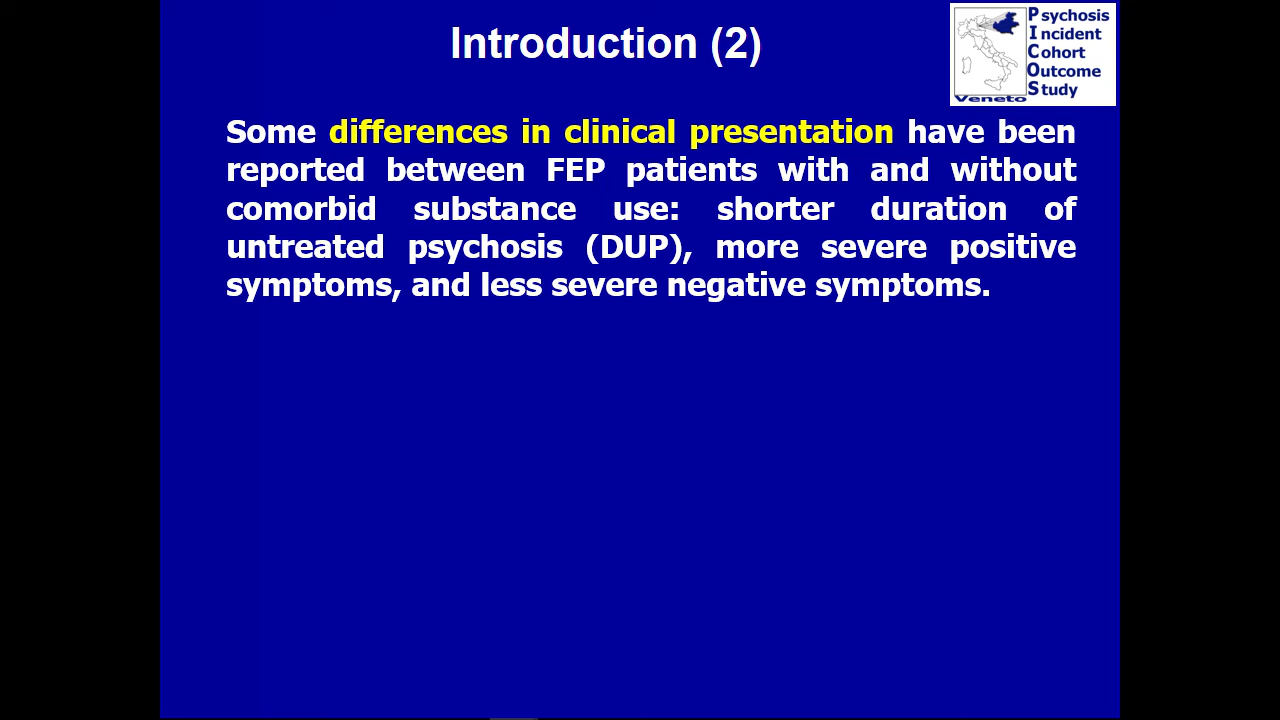 Introduction (2)
Psychosis
Incident
Cohort
Outcome
Study
Veneto
Some differences in clinical presentation have been
reported between FEP patients with and without
comorbid substance use: shorter duration of
untreated psychosis (DUP), more severe positive
symptoms, and less severe negative symptoms.